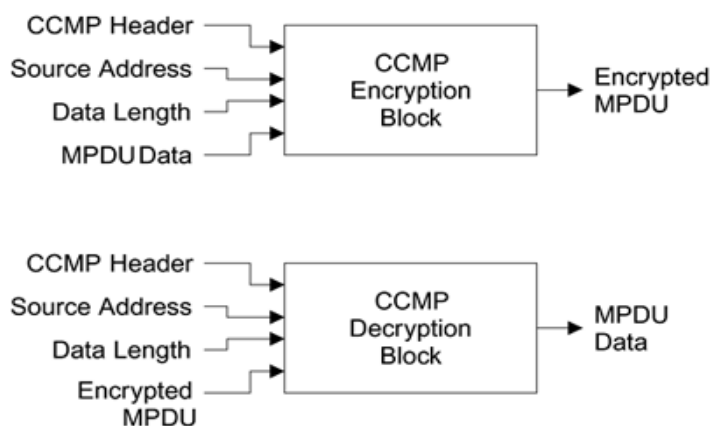 CCMP Header
Source Address
Data Length
MPDU Data
CCMP
Encryption
Block
Encrypted
MPDU
CCMP Header
Source Address
Data Length
Encrypted
MPDU
CCMP
Decryption
Block
MPDU
Data